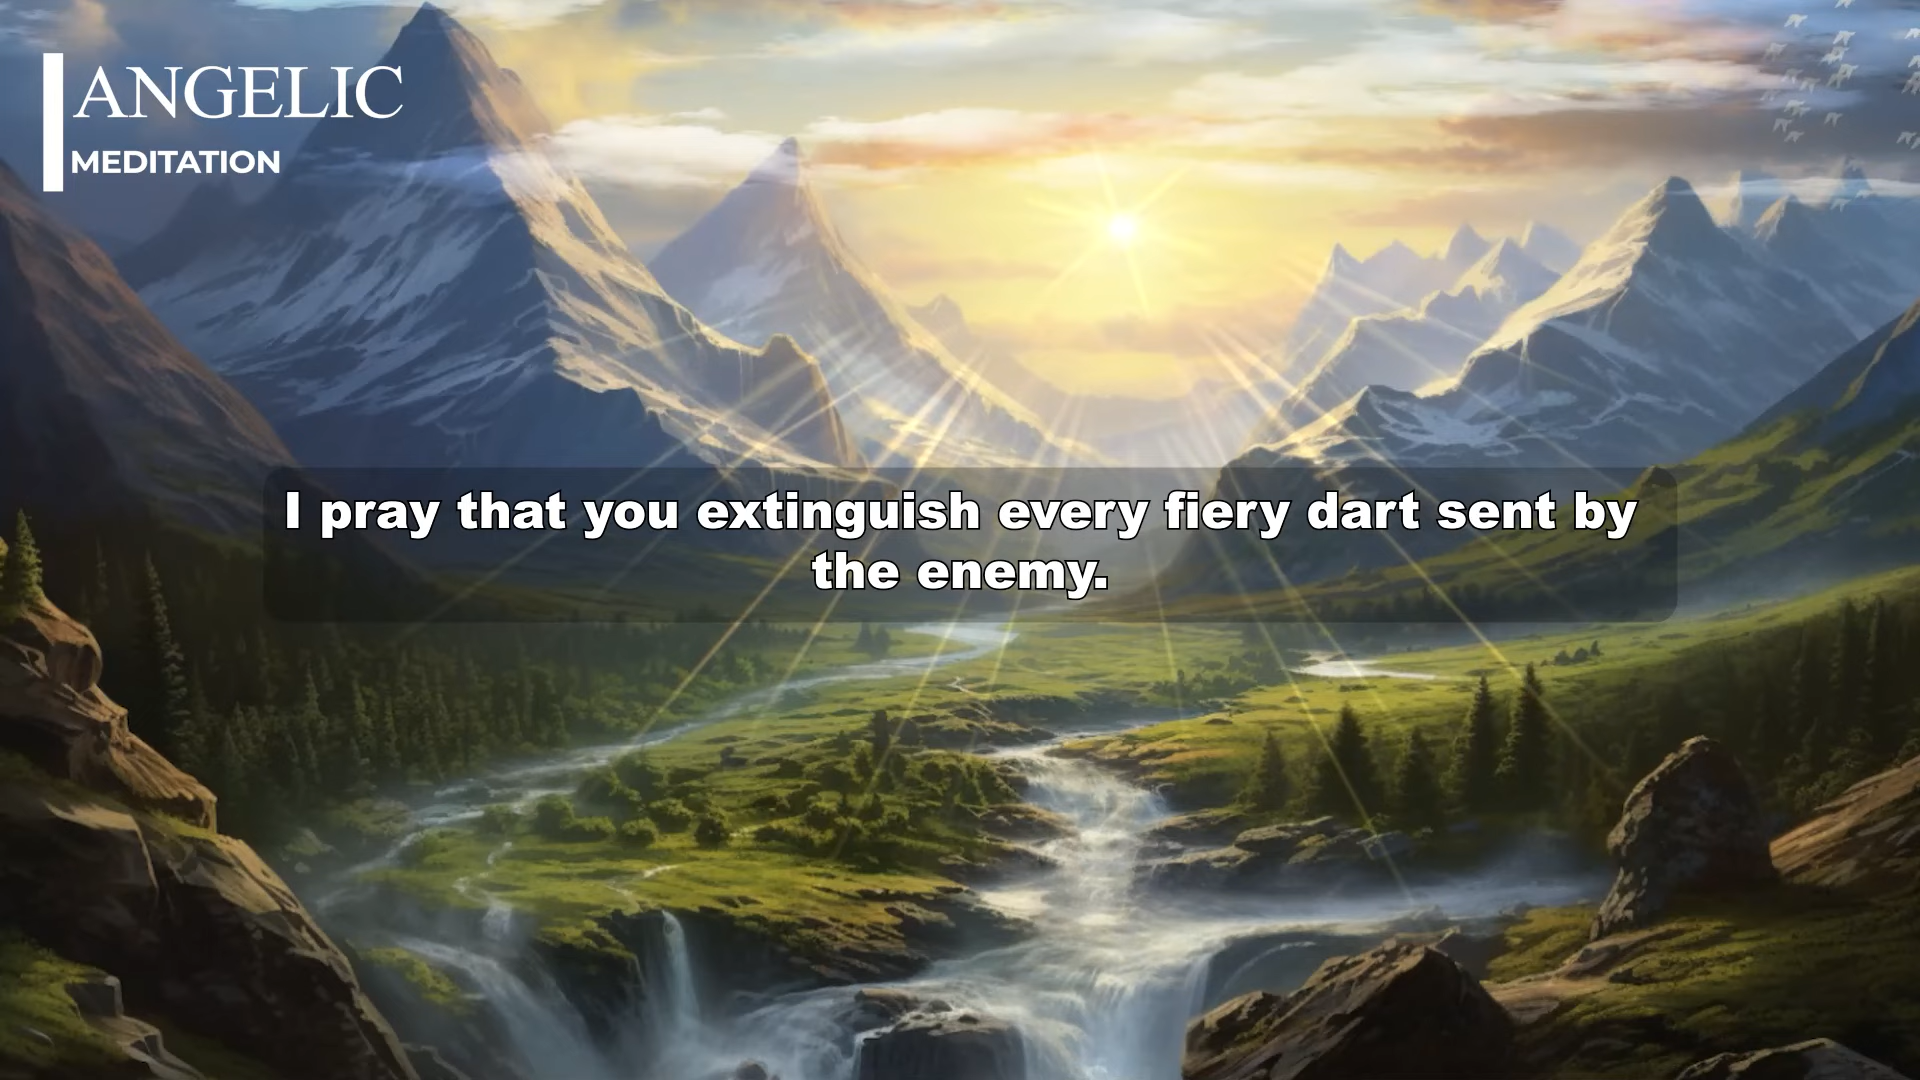 ANGELIC
MEDITATION
I pray that you extinguish every fiery dart sent by
the enemy.